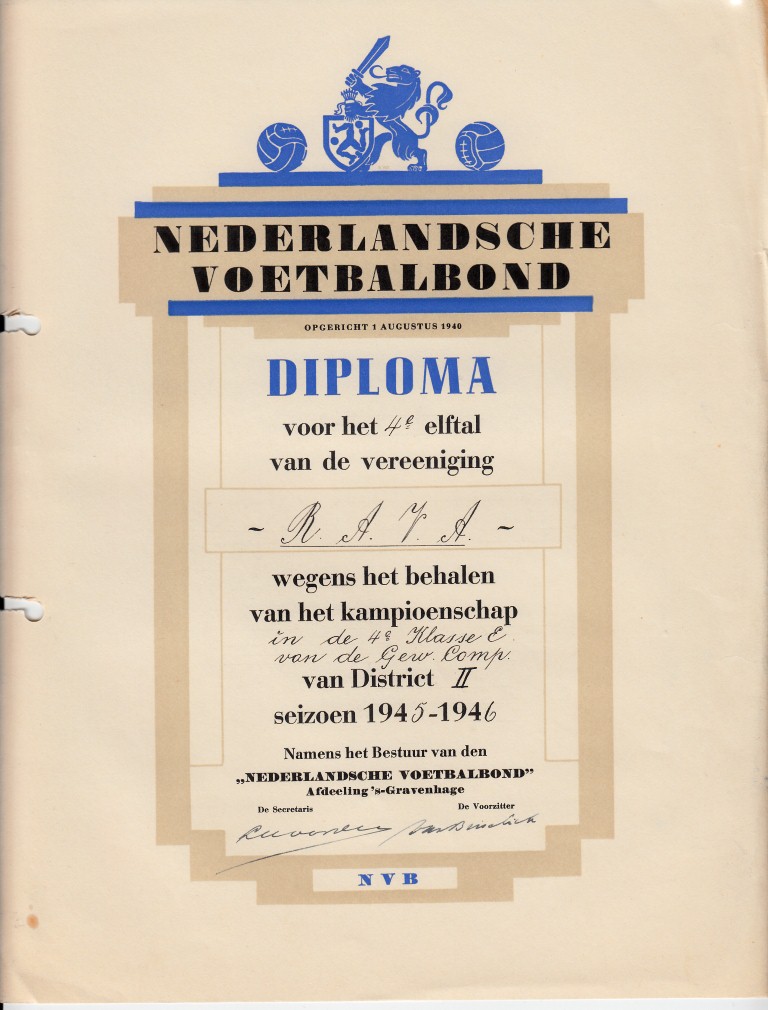 NEDERLANDSCHE
VOETBALBOND
OPGERICHT 1 AUGUSTUS 1940
DIPLOMA
voor het 4e elftal
van de vereeniging
- R. A. V. A. -
wegens het behalen
van het kampioenschap
in de 4e Klasse E
van de Gew. Comp.
van District II
seizoen 1945-1946
Namens het Bestuur van den
„NEDERLANDSCHE VOETBALBOND”
Afdeeling 's-Gravenhage
De Secretaris De Voorzitter
NVB